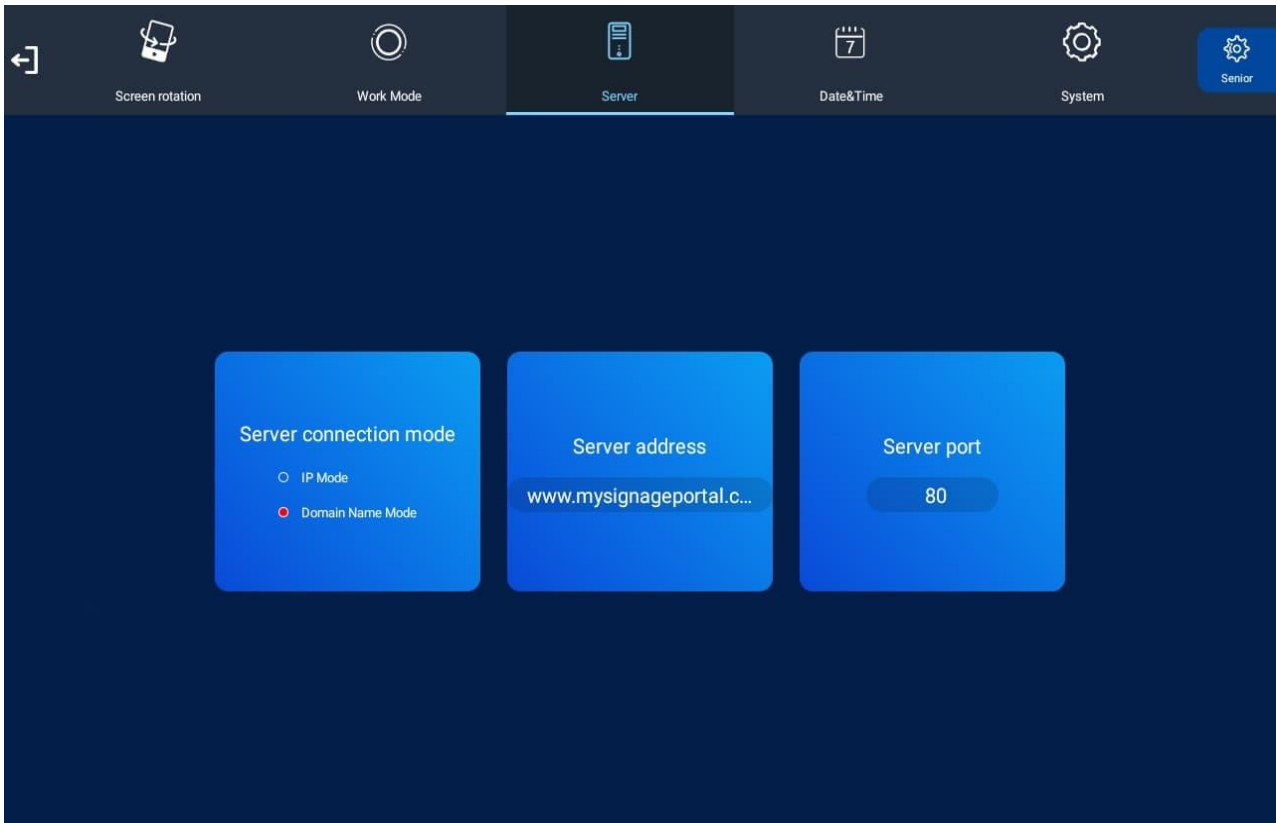 Screen rotation
Work Mode
Server
7
Date&Time
System
Senior
Server connection mode
IP Mode
Domain Name Mode
Server address
www.mysignageportal.c...
Server port
80